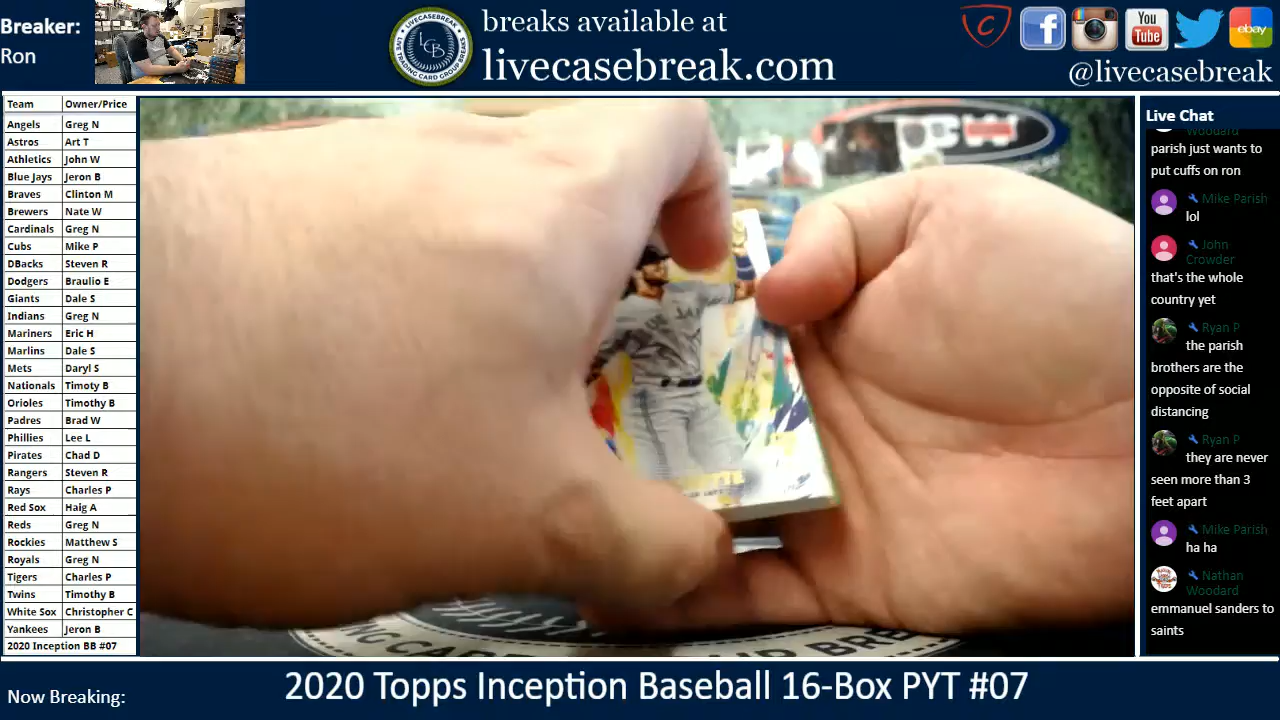 Breaker:
Ron
LCB
breaks available at
livecasebreak.com
You
Tube
ebay
@livecasebreak
Team Owner/Price
Angels Greg N
Astros Art T
Athletics John W
Blue Jays Jeron B
Braves Clinton M
Brewers Nate W
Cardinals Greg N
Cubs Mike P
DBacks Steven R
Dodgers Braulio E
Giants Dale S
Indians Greg N
Mariners Eric H
Marlins Dale S
Mets Daryl S
Nationals Timoty B
Orioles Timothy B
Padres Brad W
Phillies Lee L
Pirates Chad D
Rangers Steven R
Rays Charles P
Red Sox Haig A
Reds Greg N
Rockies Matthew S
Royals Greg N
Tigers Charles P
Twins Timothy B
White Sox Christopher C
Yankees Jeron B
2020 Inception BB #07
Live Chat
Woodard
parish just wants to
put cuffs on ron
Mike Parish
lol
John
Crowder
that's the whole
country yet
Ryan P
the parish
brothers are the
opposite of social
distancing
Ryan P
they are never
seen more than 3
feet apart
Mike Parish
ha ha
Nathan
Woodard
emmanuel sanders to
saints
Now Breaking:
2020 Topps Inception Baseball 16-Box PYT #07